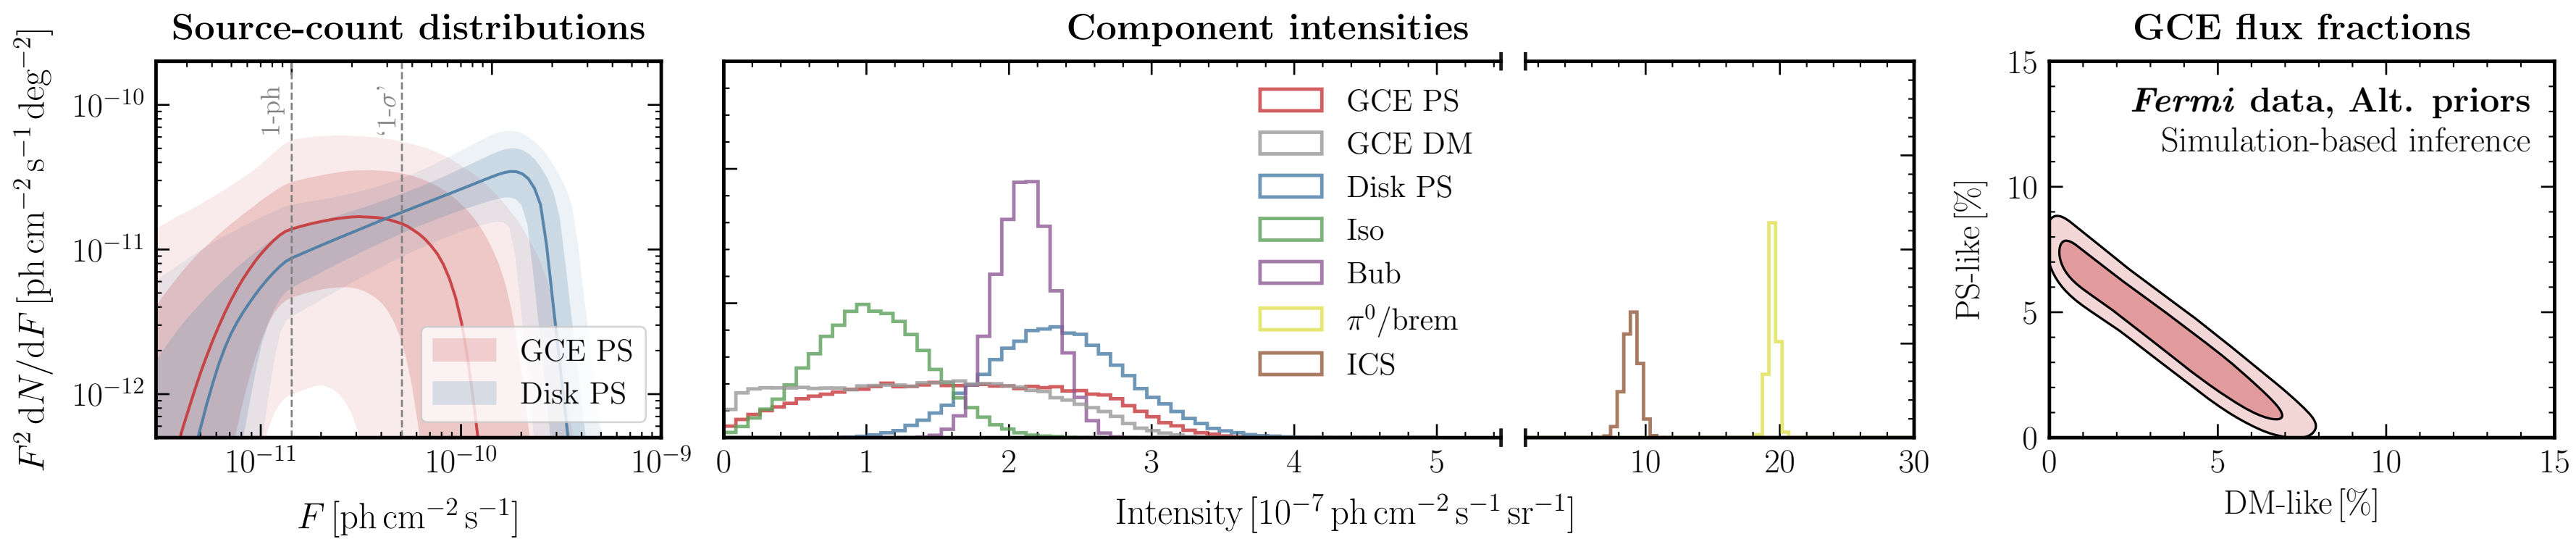 Source-count distributions
F² dN/dF [ph cm⁻² s⁻¹ deg⁻²]
10⁻¹⁰
10⁻¹¹
10⁻¹²
1-ph
‘1-σ’
GCE PS
Disk PS
10⁻¹¹ 10⁻¹⁰ 10⁻⁹
F [ph cm⁻² s⁻¹]
Component intensities
GCE PS
GCE DM
Disk PS
Iso
Bub
π⁰/brem
ICS
0 1 2 3 4 5 10 20 30
Intensity [10⁻⁷ ph cm⁻² s⁻¹ sr⁻¹]
GCE flux fractions
PS-like [%]
15
10
5
0
Fermi data, Alt. priors
Simulation-based inference
0 5 10 15
DM-like [%]